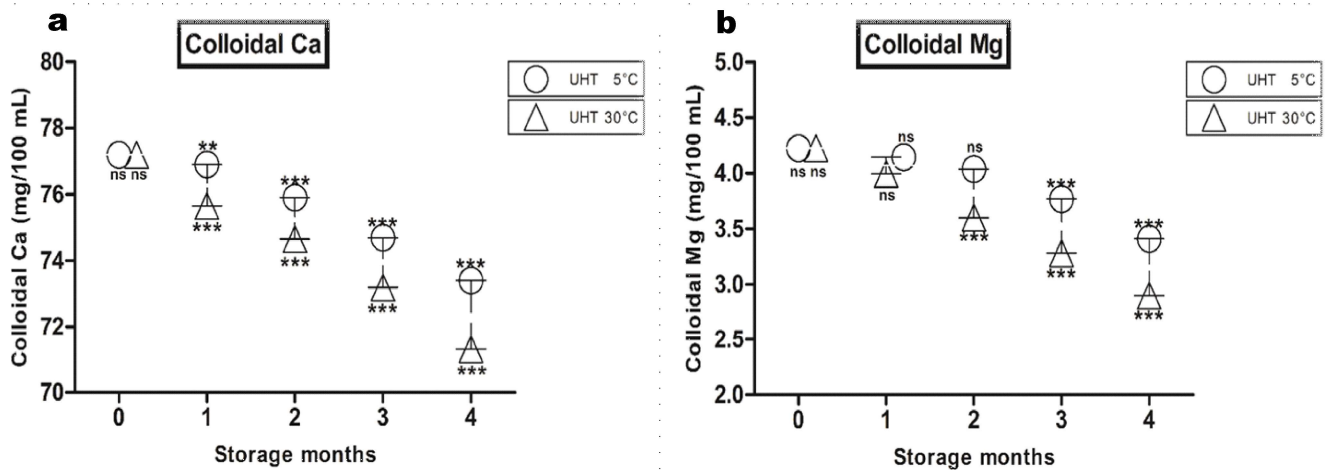 a
Colloidal Ca
Colloidal Ca (mg/100 mL)
80
78
76
74
72
70
UHT 5°C
UHT 30°C
ns ns
**
***
***
***
***
***
***
***
0 1 2 3 4
Storage months
b
Colloidal Mg
Colloidal Mg (mg/100 mL)
5.0
4.5
4.0
3.5
3.0
2.5
2.0
UHT 5°C
UHT 30°C
ns ns
ns
ns
ns
***
***
***
***
***
0 1 2 3 4
Storage months